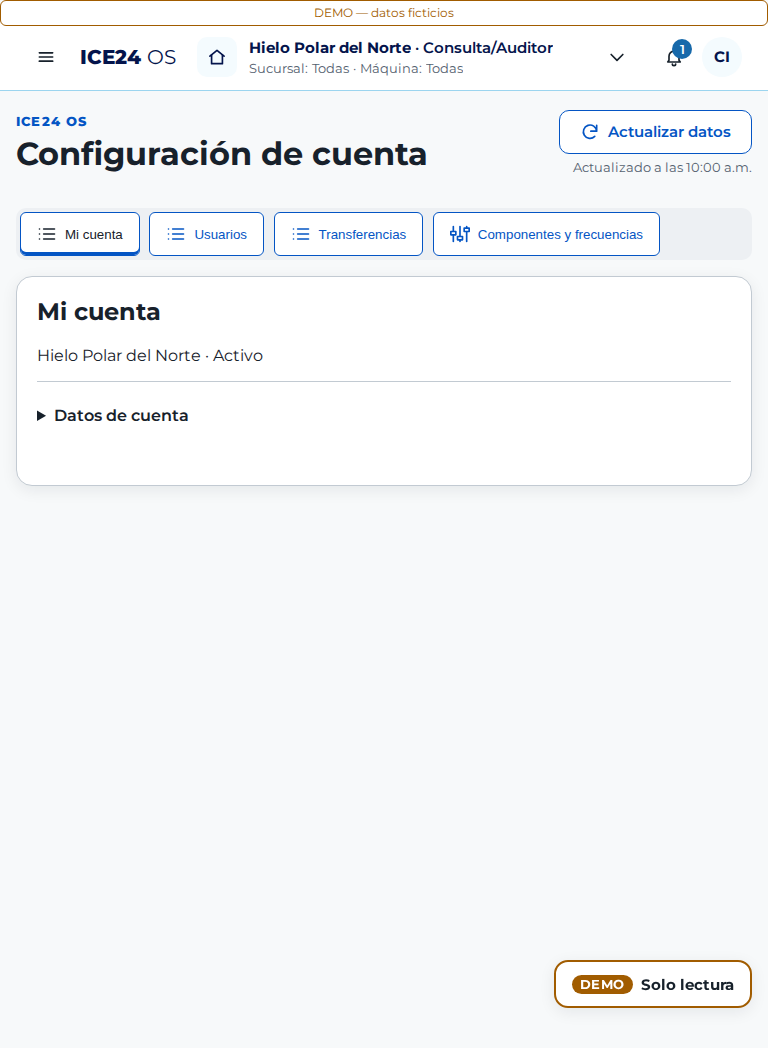 DEMO — datos ficticios
ICE24 OS
Hielo Polar del Norte · Consulta/Auditor
Sucursal: Todas · Máquina: Todas
1
CI
ICE24 OS
Configuración de cuenta
Actualizar datos
Actualizado a las 10:00 a.m.
Mi cuenta
Usuarios
Transferencias
Componentes y frecuencias
Mi cuenta
Hielo Polar del Norte · Activo
Datos de cuenta
DEMO Solo lectura